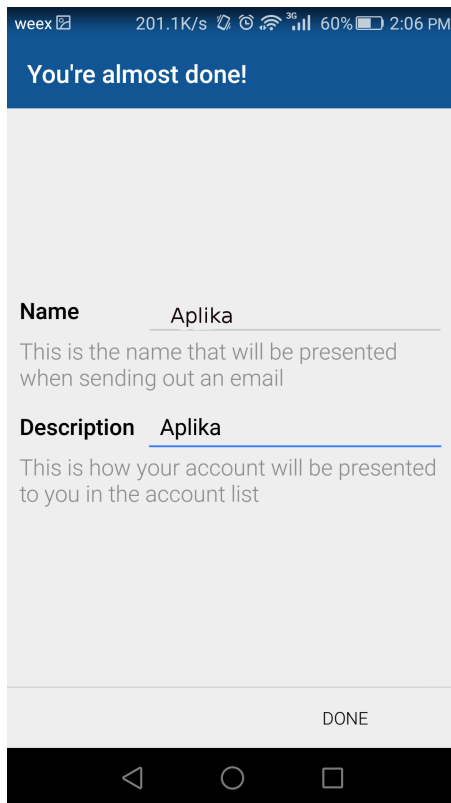 weex 201.1K/s 3G 60% 2:06 PM
You're almost done!
Name Aplika
This is the name that will be presented
when sending out an email
Description Aplika
This is how your account will be presented
to you in the account list
DONE